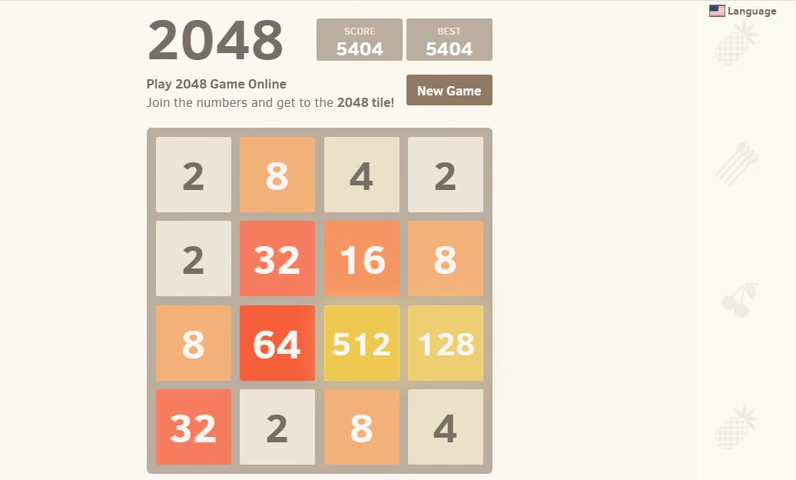 Language
2048
SCORE
5404
BEST
5404
Play 2048 Game Online
Join the numbers and get to the 2048 tile!
New Game
2 8 4 2
2 32 16 8
8 64 512 128
32 2 8 4